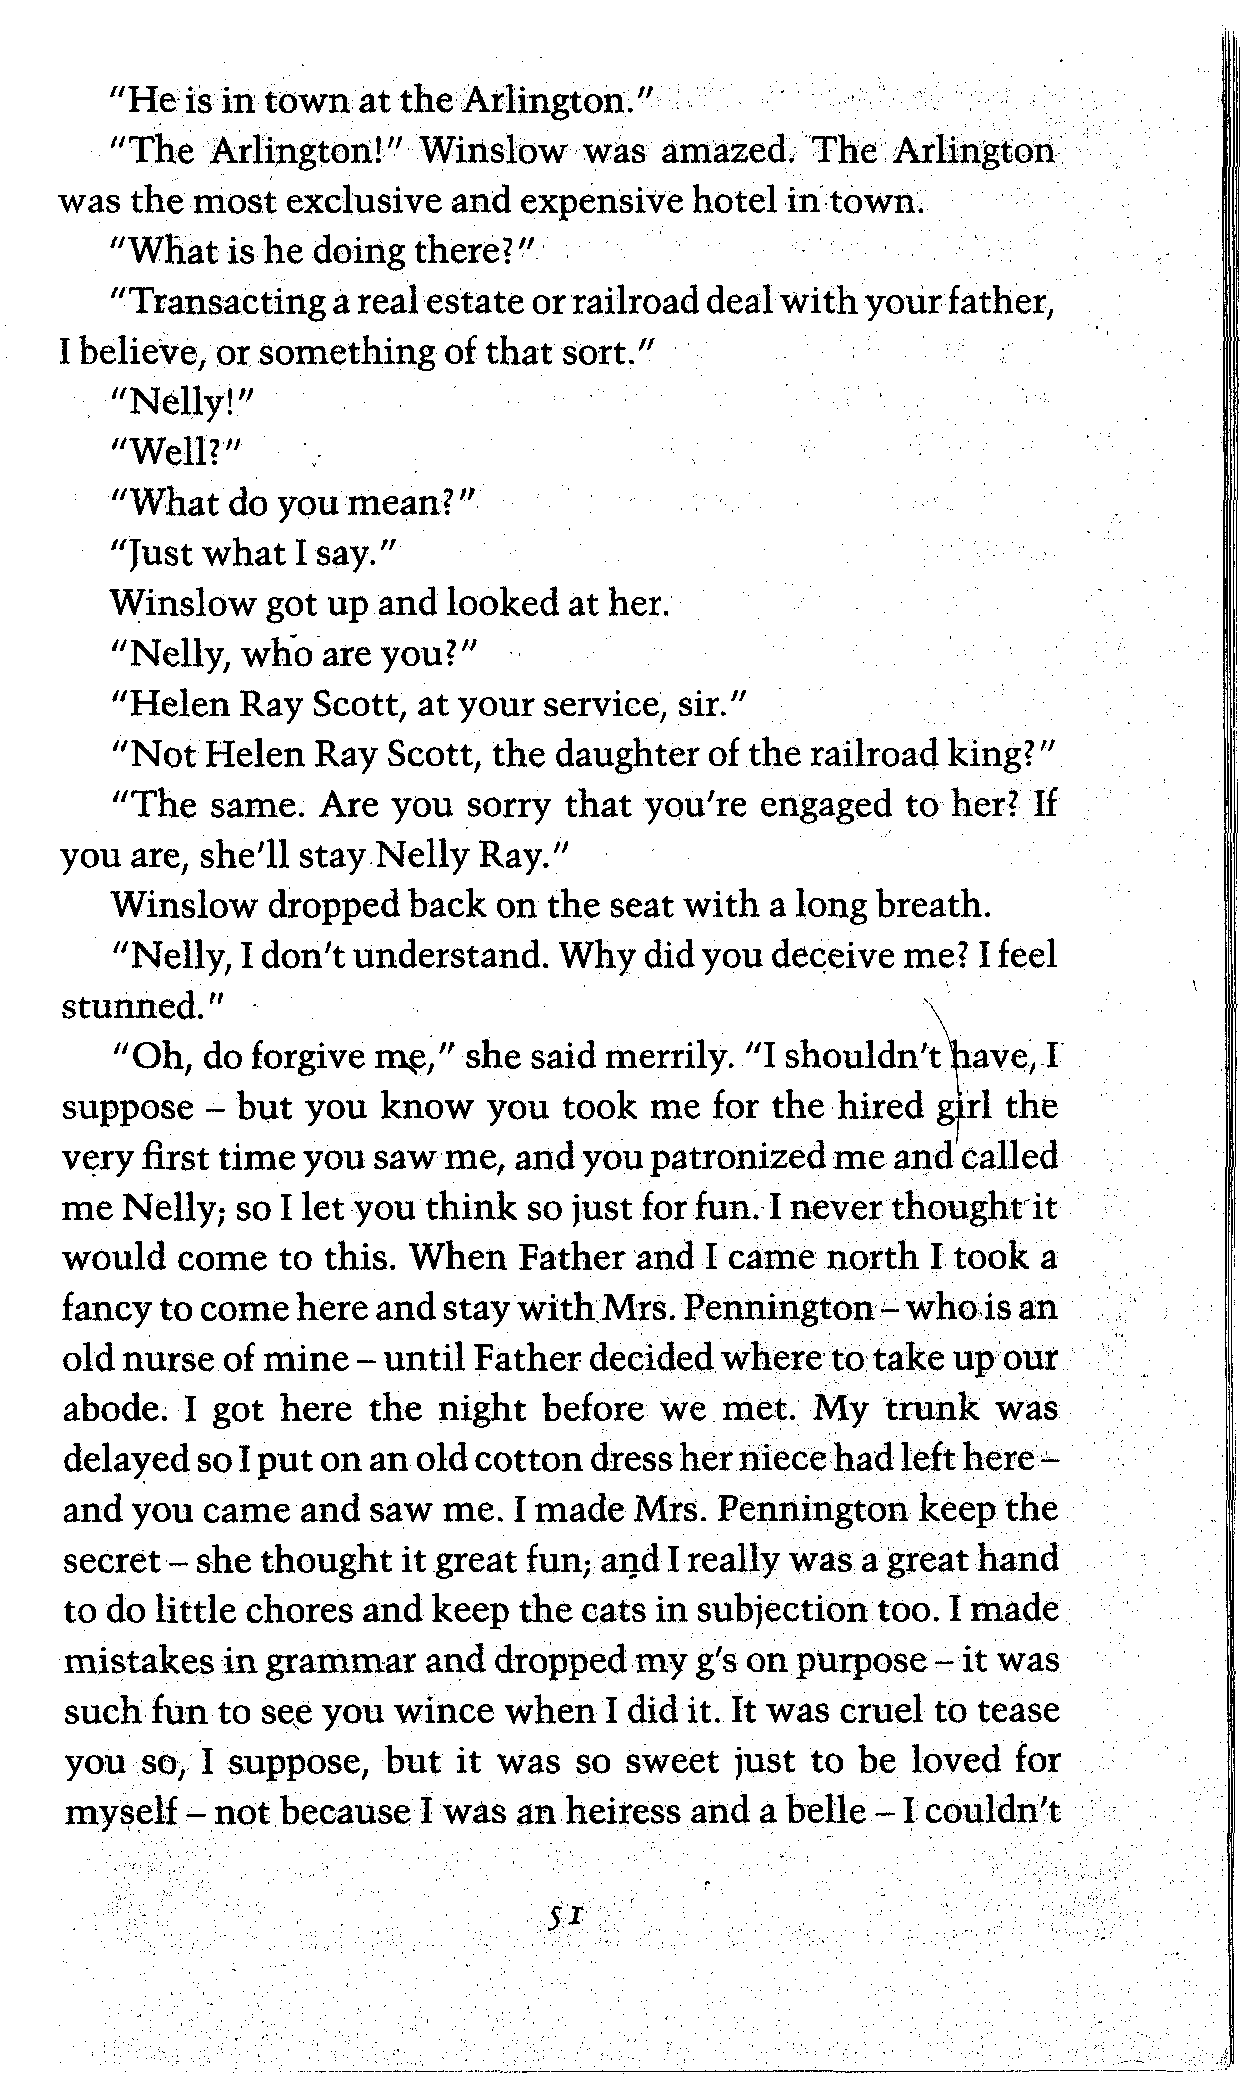 "He is in town at the Arlington."
"The Arlington!" Winslow was amazed. The Arlington
was the most exclusive and expensive hotel in town.
"What is he doing there?"
"Transacting a real estate or railroad deal with your father,
I believe, or something of that sort."
"Nelly!"
"Well?"
"What do you mean?"
"Just what I say."
Winslow got up and looked at her.
"Nelly, who are you?"
"Helen Ray Scott, at your service, sir."
"Not Helen Ray Scott, the daughter of the railroad king?"
"The same. Are you sorry that you're engaged to her? If
you are, she'll stay Nelly Ray."
Winslow dropped back on the seat with a long breath.
"Nelly, I don't understand. Why did you deceive me? I feel
stunned."
"Oh, do forgive me," she said merrily. "I shouldn't have, I
suppose – but you know you took me for the hired girl the
very first time you saw me, and you patronized me and called
me Nelly; so I let you think so just for fun. I never thought it
would come to this. When Father and I came north I took a
fancy to come here and stay with Mrs. Pennington – who is an
old nurse of mine – until Father decided where to take up our
abode. I got here the night before we met. My trunk was
delayed so I put on an old cotton dress her niece had left here –
and you came and saw me. I made Mrs. Pennington keep the
secret – she thought it great fun; and I really was a great hand
to do little chores and keep the cats in subjection too. I made
mistakes in grammar and dropped my g's on purpose – it was
such fun to see you wince when I did it. It was cruel to tease
you so, I suppose, but it was so sweet just to be loved for
myself – not because I was an heiress and a belle – I couldn't
51